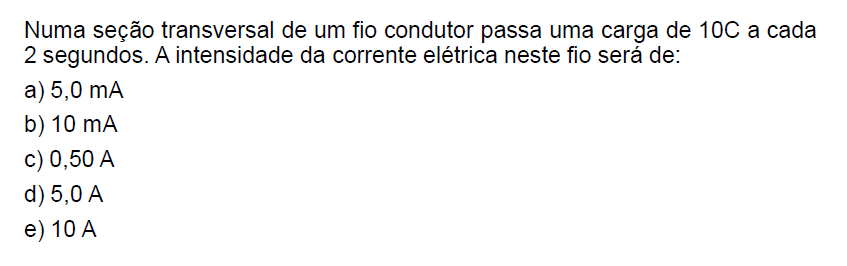 Numa seção transversal de um fio condutor passa uma carga de 10C a cada
2 segundos. A intensidade da corrente elétrica neste fio será de:
a) 5,0 mA
b) 10 mA
c) 0,50 A
d) 5,0 A
e) 10 A